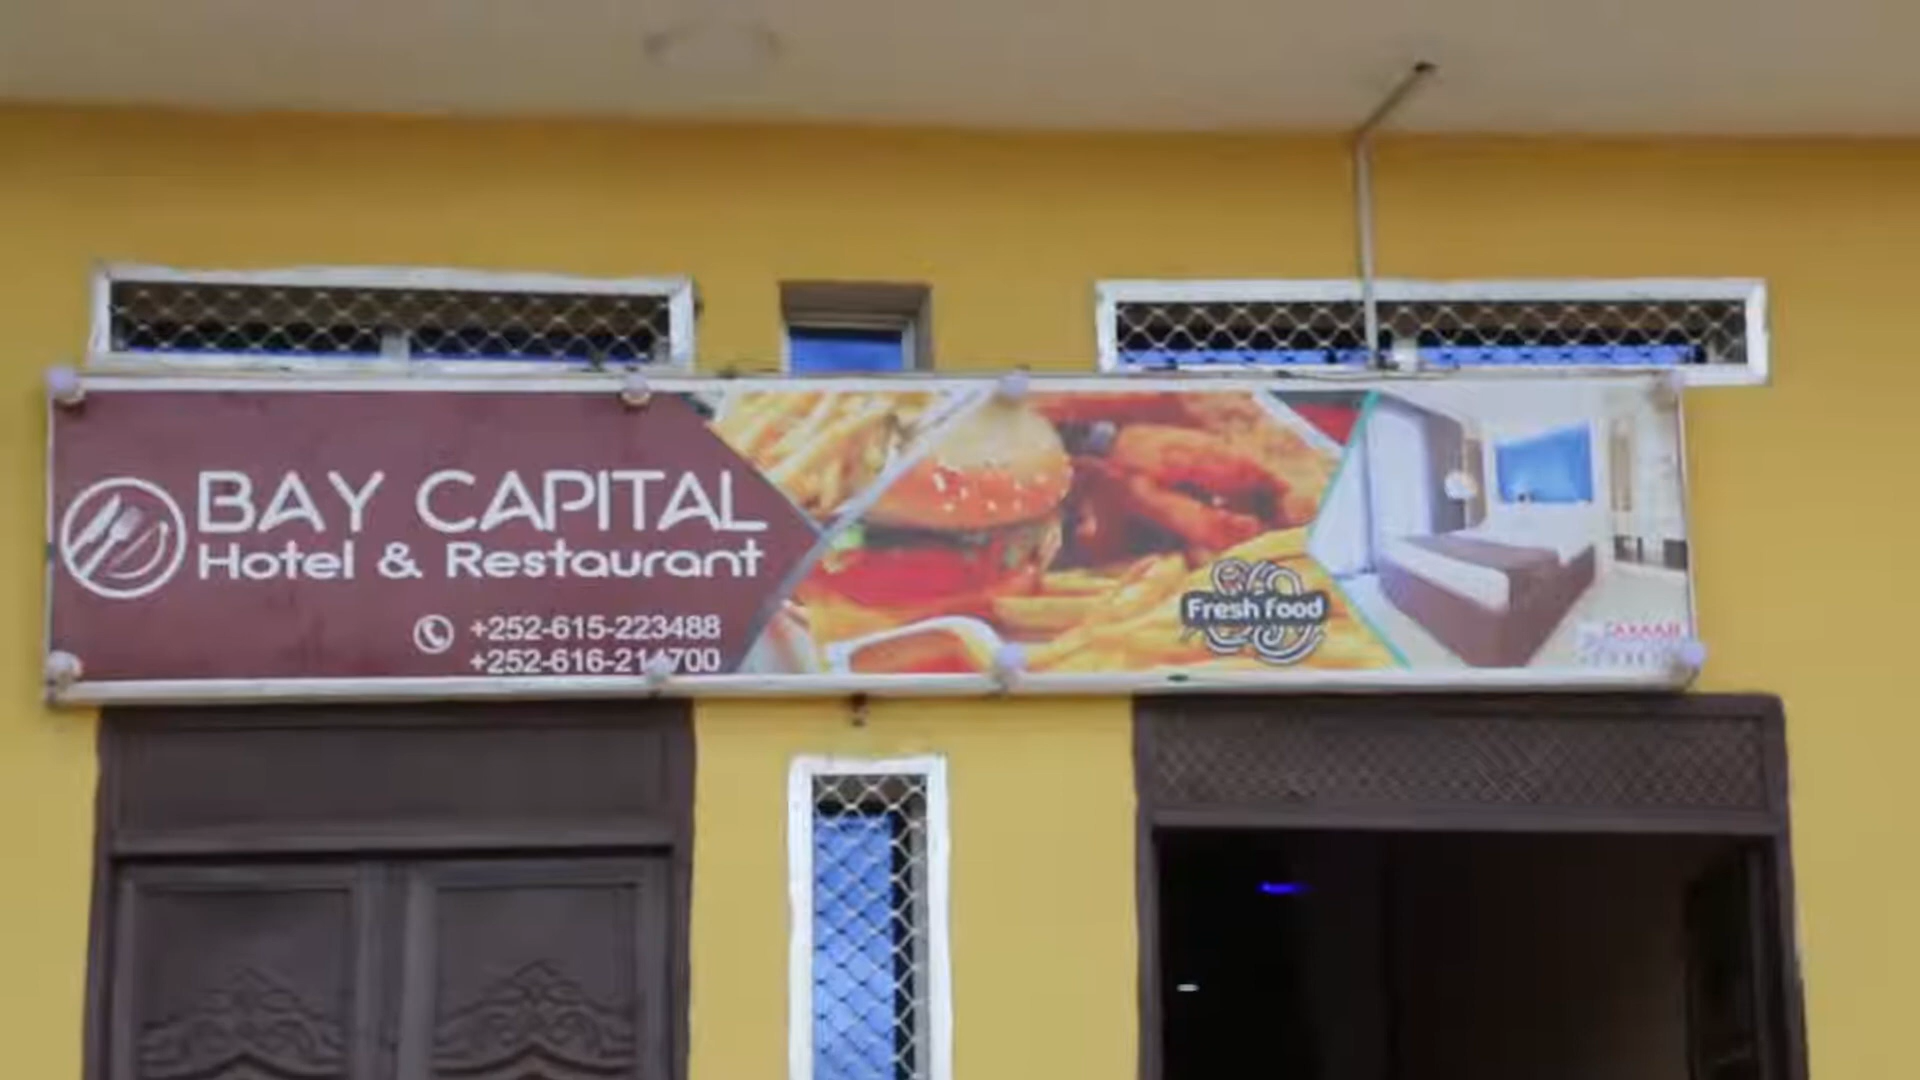 BAY CAPITAL
Hotel & Restaurant
+252-615-223488
+252-616-214700
Fresh food